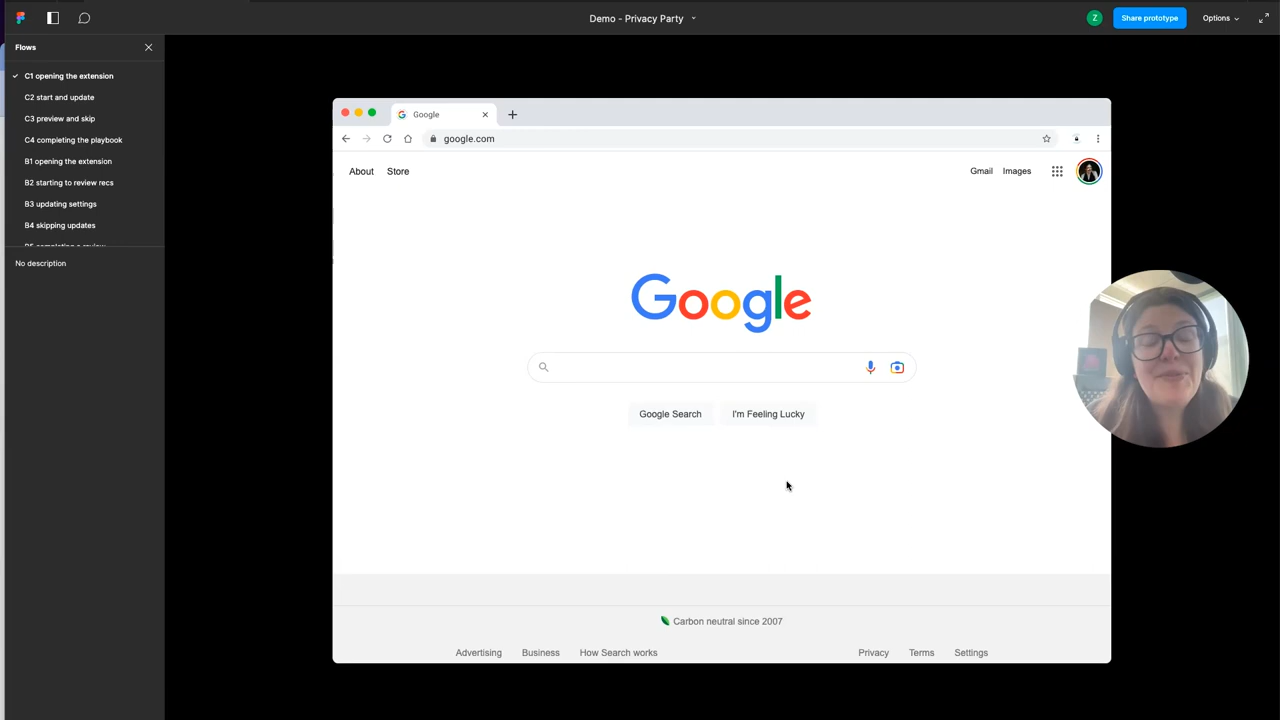 Demo - Privacy Party
Z
Share prototype
Options
Flows
C1 opening the extension
C2 start and update
C3 preview and skip
C4 completing the playbook
B1 opening the extension
B2 starting to review recs
B3 updating settings
B4 skipping updates
B5 completing a review
No description
Google
google.com
About Store
Gmail Images
Google
Google Search I'm Feeling Lucky
Carbon neutral since 2007
Advertising Business How Search works Privacy Terms Settings